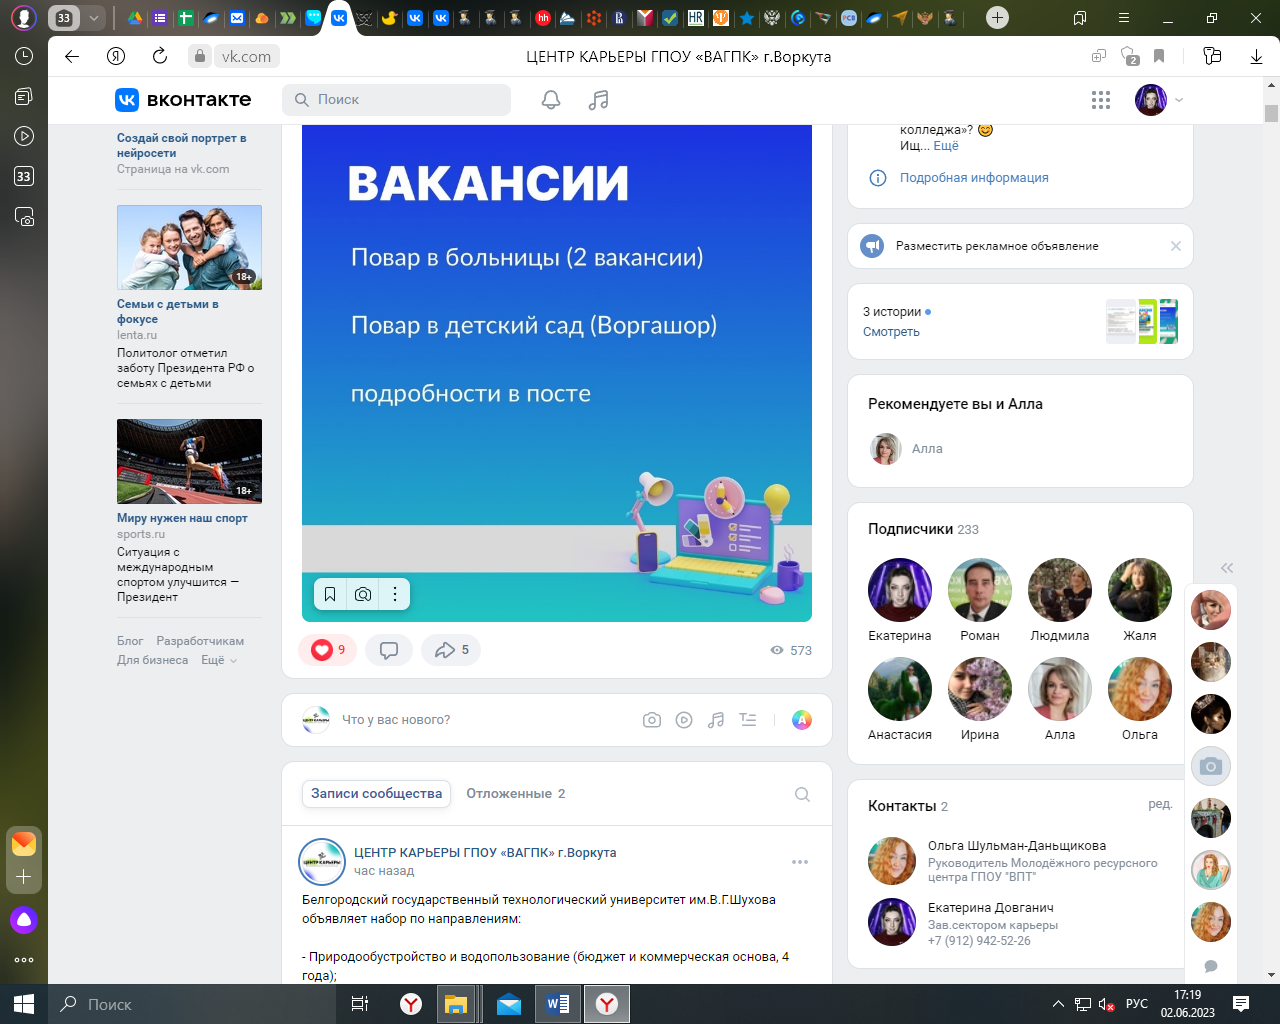 33
ЦЕНТР КАРЬЕРЫ ГПОУ «ВАГПК» г.Воркута
vk.com
2
33
вконтакте
Поиск
Создай свой портрет в
нейросети
Страница на vk.com
18+
Семьи с детьми в
фокусе
lenta.ru
Политолог отметил
заботу Президента РФ о
семьях с детьми
18+
Миру нужен наш спорт
sports.ru
Ситуация с
международным
спортом улучшится —
Президент
Блог Разработчикам
Для бизнеса Ещё
ВАКАНСИИ
Повар в больницы (2 вакансии)
Повар в детский сад (Воргашор)
подробности в посте
9
5
573
Что у вас нового?
Записи сообщества
Отложенные 2
ЦЕНТР КАРЬЕРЫ ГПОУ «ВАГПК» г.Воркута
час назад
Белгородский государственный технологический университет им.В.Г.Шухова
объявляет набор по направлениям:
- Природообустройство и водопользование (бюджет и коммерческая основа, 4
года);
колледжа»?
Ищ... Ещё
Подробная информация
Разместить рекламное объявление
3 истории
Смотреть
Рекомендуете вы и Алла
Алла
Подписчики 233
Екатерина Роман Людмила Жаля
Анастасия Ирина Алла Ольга
Контакты 2
ред.
Ольга Шульман-Даньщикова
Руководитель Молодёжного ресурсного
центра ГПОУ "ВПТ"
Екатерина Довганич
Зав.сектором карьеры
+7 (912) 942-52-26
Поиск
РУС
17:19
02.06.2023